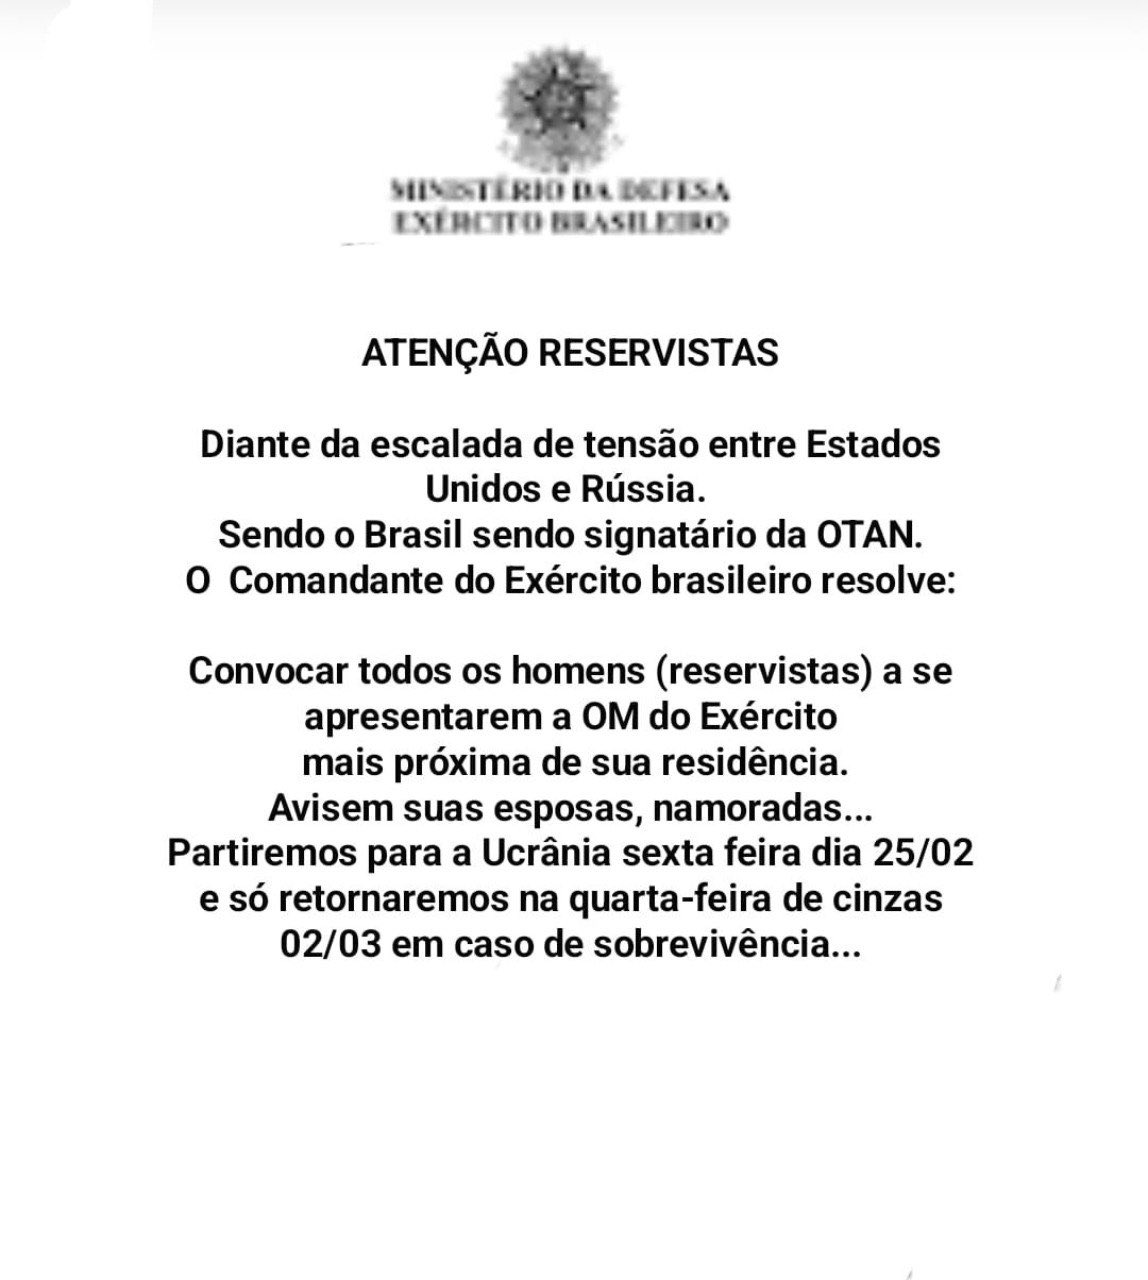 MINISTÉRIO DA DEFESA
EXÉRCITO BRASILEIRO
ATENÇÃO RESERVISTAS
Diante da escalada de tensão entre Estados
Unidos e Rússia.
Sendo o Brasil sendo signatário da OTAN.
O  Comandante do Exército brasileiro resolve:
Convocar todos os homens (reservistas) a se
apresentarem a OM do Exército
mais próxima de sua residência.
Avisem suas esposas, namoradas...
Partiremos para a Ucrânia sexta feira dia 25/02
e só retornaremos na quarta-feira de cinzas
02/03 em caso de sobrevivência...